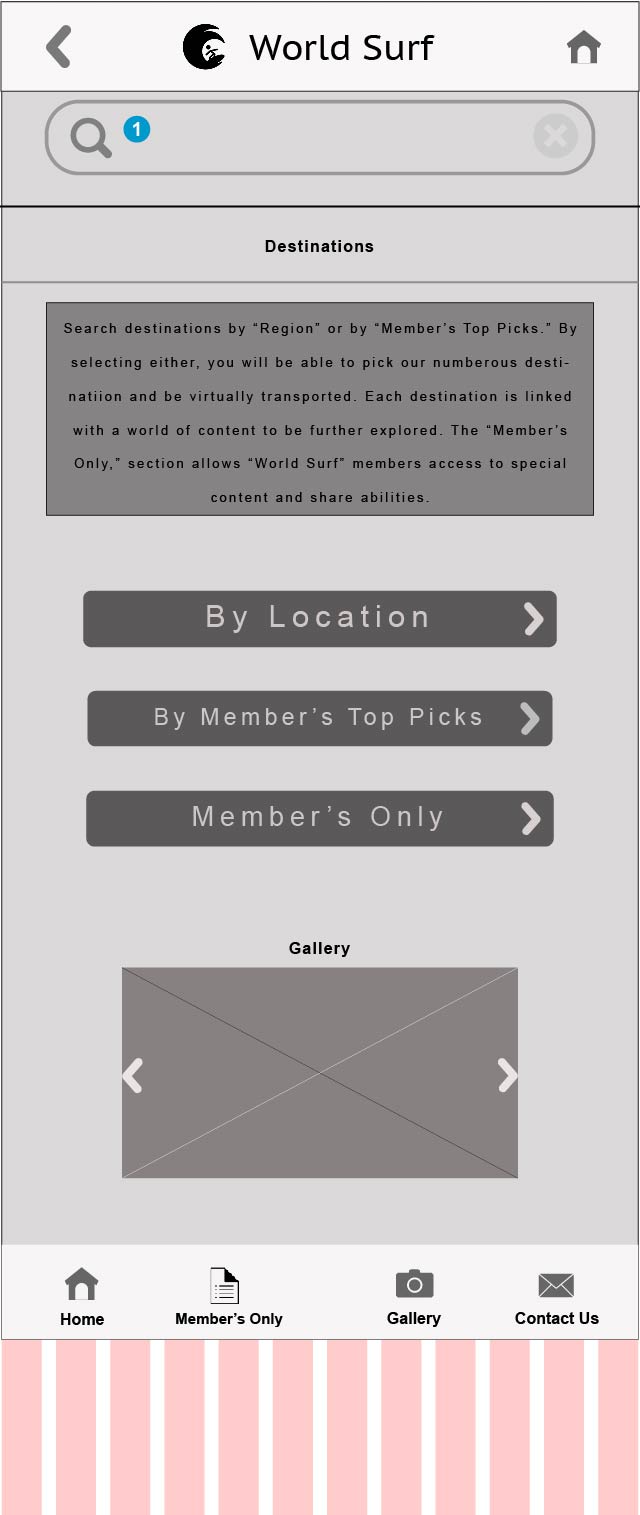 World Surf
1
Destinations
Search destinations by “Region” or by “Member’s Top Picks.” By
selecting either, you will be able to pick our numberous desti-
natiion and be virtually transported. Each destination is linked
with a world of content to be further explored. The “Member’s
Only,” section allows “World Surf” members access to special
content and share abilities.
By Location
By Member’s Top Picks
Member’s Only
Gallery
Home
Member’s Only
Gallery
Contact Us